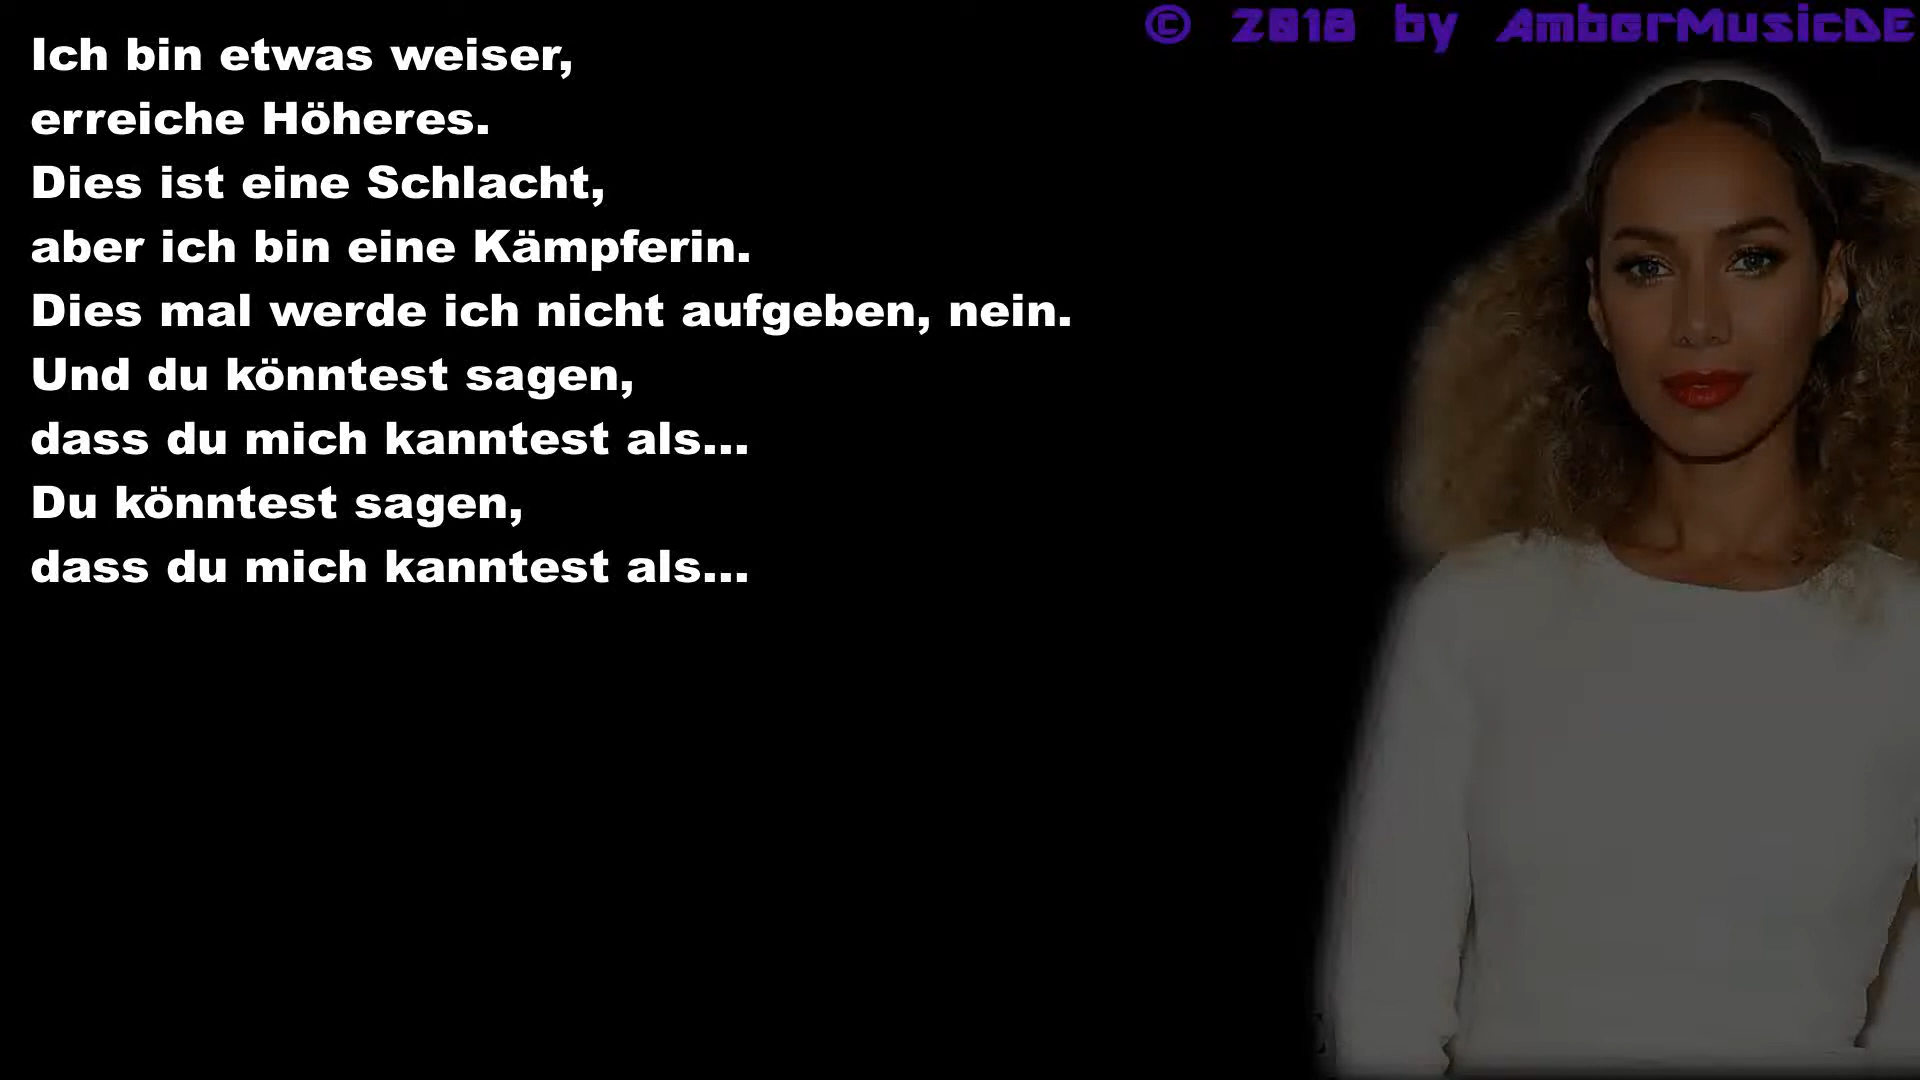 © 2018 by AmberMusicDE
Ich bin etwas weiser,
erreiche Höheres.
Dies ist eine Schlacht,
aber ich bin eine Kämpferin.
Dies mal werde ich nicht aufgeben, nein.
Und du könntest sagen,
dass du mich kanntest als...
Du könntest sagen,
dass du mich kanntest als...